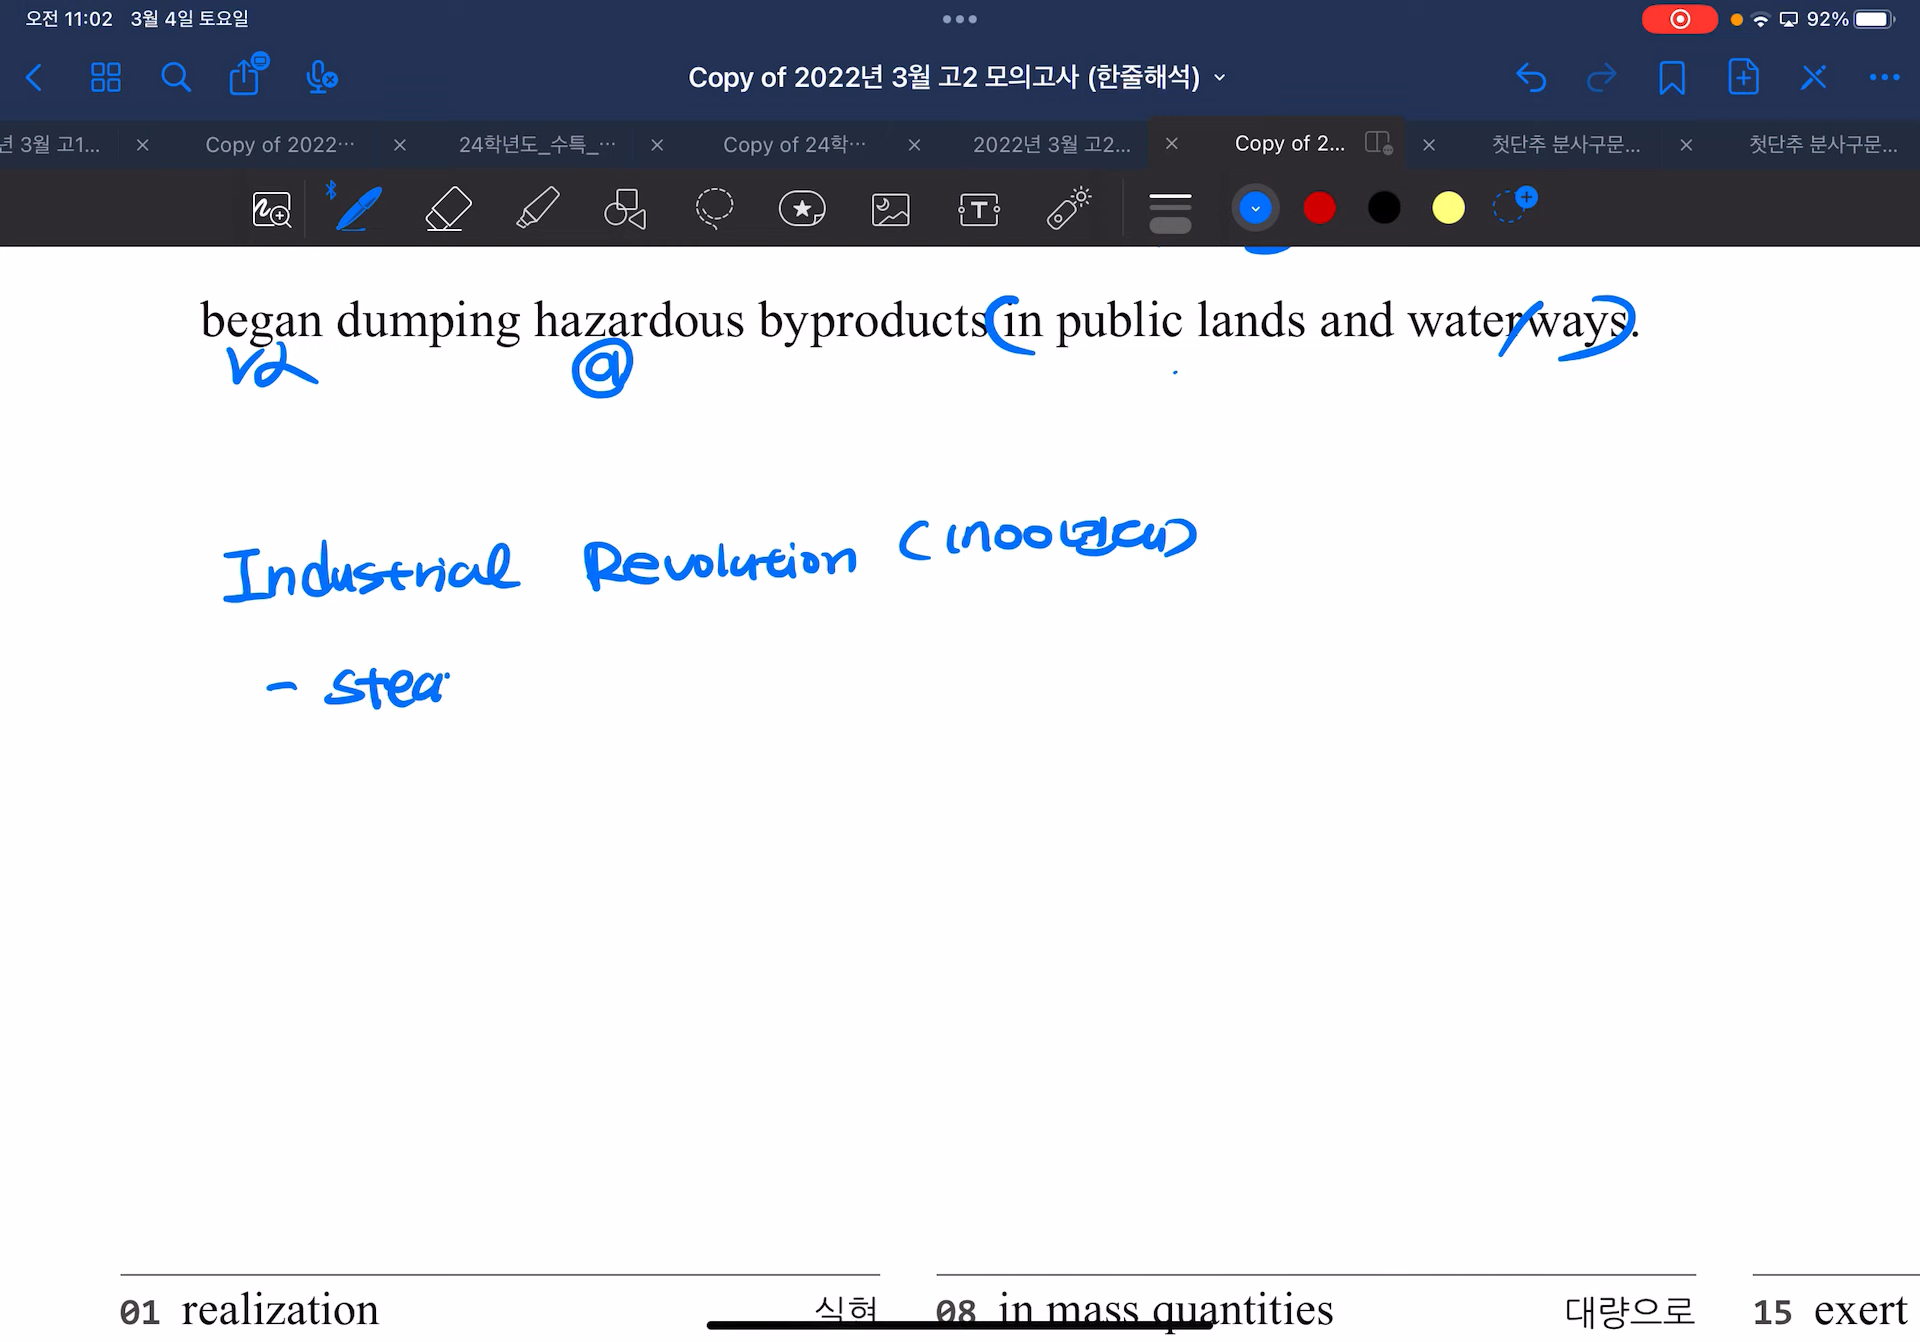 오전 11:02 3월 4일 토요일
92%
Copy of 2022년 3월 고2 모의고사 (한줄해석)
년 3월 고1... Copy of 2022... 24학년도_수특_... Copy of 24학... 2022년 3월 고2... Copy of 2... 첫단추 분사구문... 첫단추 분사구문...
began dumping hazardous byproducts (in public lands and water/ways).
V2 ⓐ
Industrial Revolution (1700년대)
- stea
01 realization 실현 08 in mass quantities 대량으로 15 exert